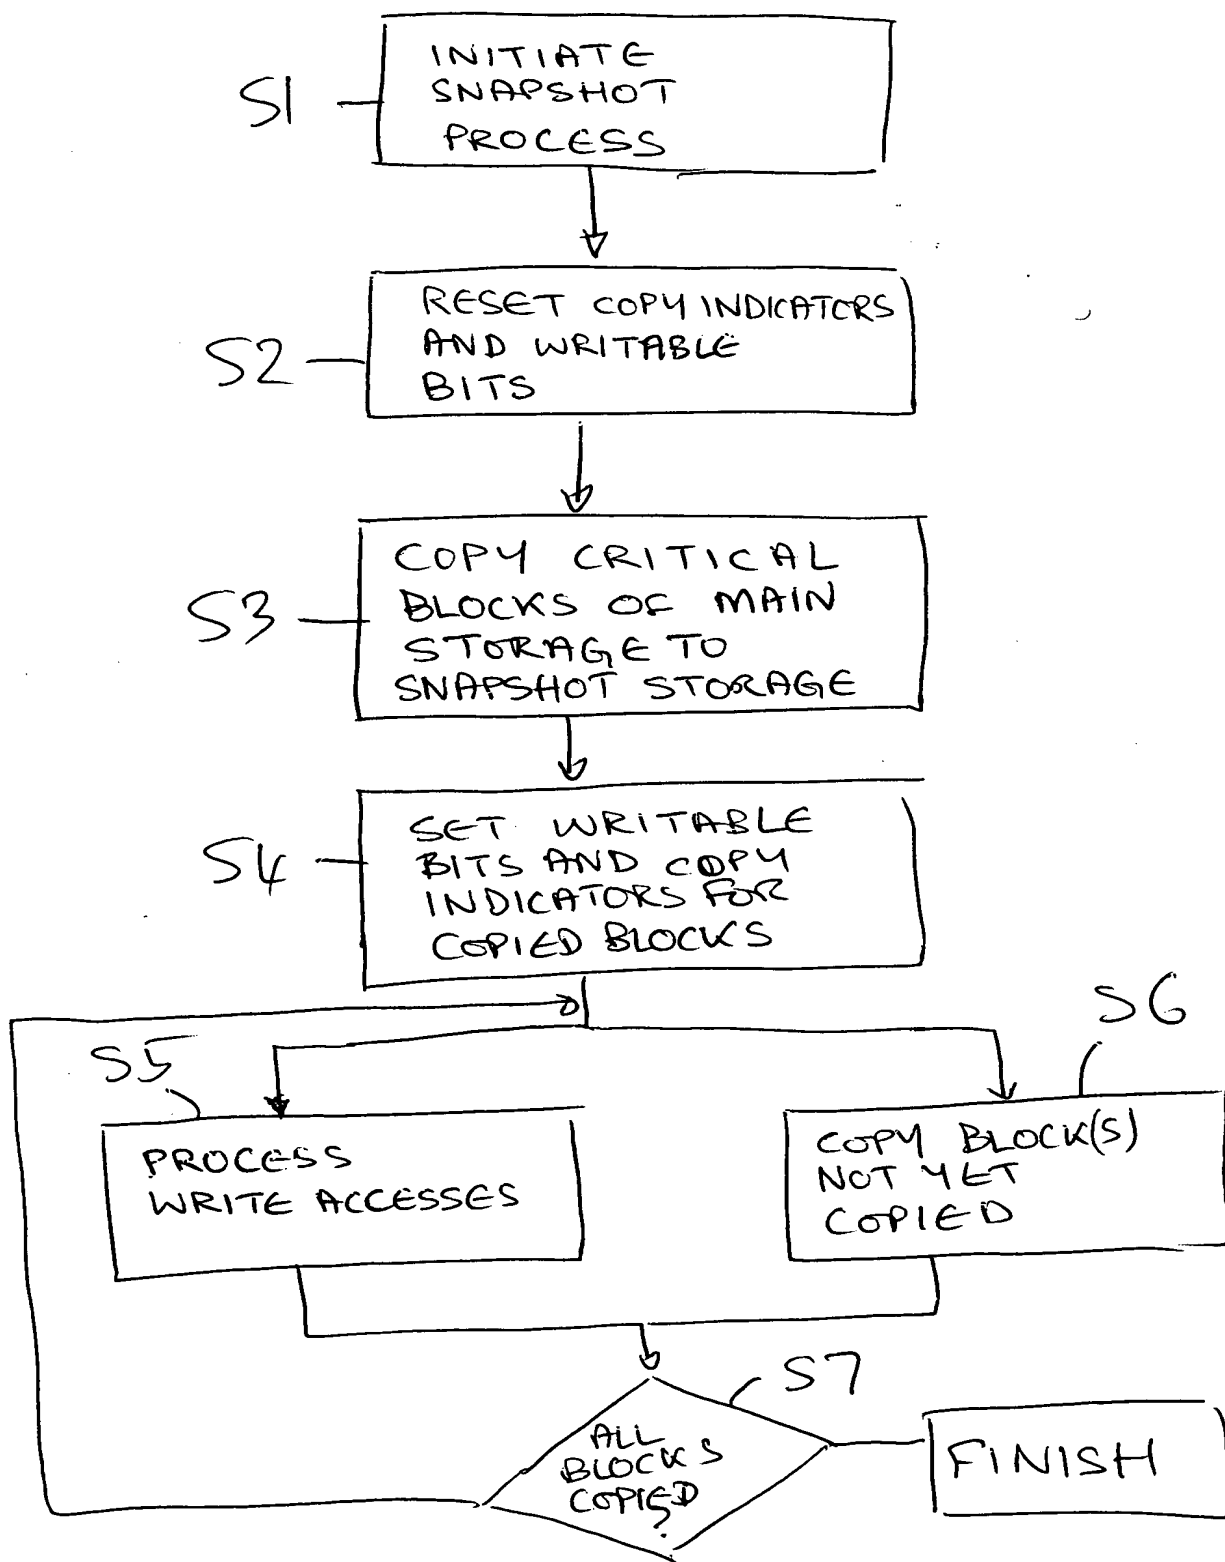 S1
INITIATE
SNAPSHOT
PROCESS
S2
RESET COPY INDICATORS
AND WRITABLE
BITS
S3
COPY CRITICAL
BLOCKS OF MAIN
STORAGE TO
SNAPSHOT STORAGE
S4
SET WRITABLE
BITS AND COPY
INDICATORS FOR
COPIED BLOCKS
S5
PROCESS
WRITE ACCESSES
S6
COPY BLOCK(S)
NOT YET
COPIED
S7
ALL
BLOCKS
COPIED
?
FINISH